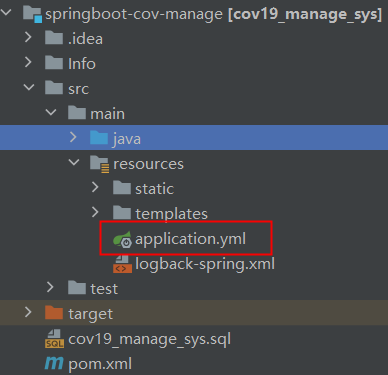 springboot-cov-manage [cov19_manage_sys]
.idea
Info
src
main
java
resources
static
templates
application.yml
logback-spring.xml
test
target
cov19_manage_sys.sql
pom.xml